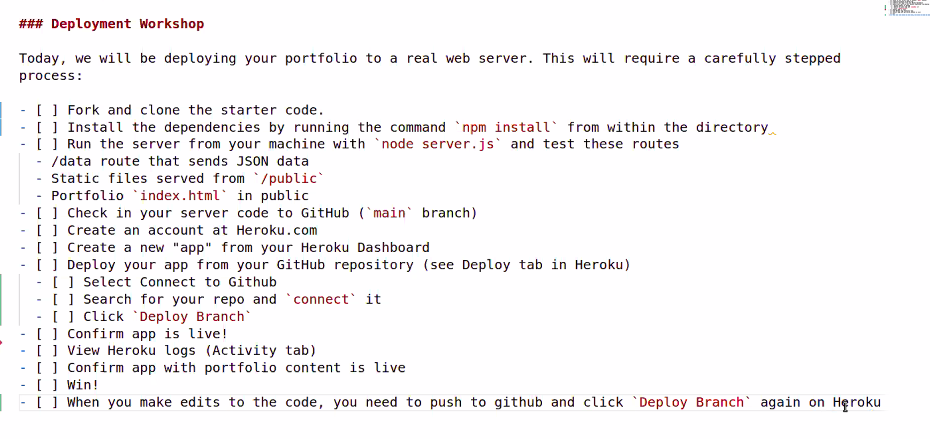 ### Deployment Workshop
Today, we will be deploying your portfolio to a real web server. This will require a carefully stepped
process:
- [ ] Fork and clone the starter code.
- [ ] Install the dependencies by running the command `npm install` from within the directory
- [ ] Run the server from your machine with `node server.js` and test these routes
- /data route that sends JSON data
- Static files served from `/public`
- Portfolio `index.html` in public
- [ ] Check in your server code to GitHub (`main` branch)
- [ ] Create an account at Heroku.com
- [ ] Create a new "app" from your Heroku Dashboard
- [ ] Deploy your app from your GitHub repository (see Deploy tab in Heroku)
- [ ] Select Connect to Github
- [ ] Search for your repo and `connect` it
- [ ] Click `Deploy Branch`
- [ ] Confirm app is live!
- [ ] View Heroku logs (Activity tab)
- [ ] Confirm app with portfolio content is live
- [ ] Win!
- [ ] When you make edits to the code, you need to push to github and click `Deploy Branch` again on Heroku